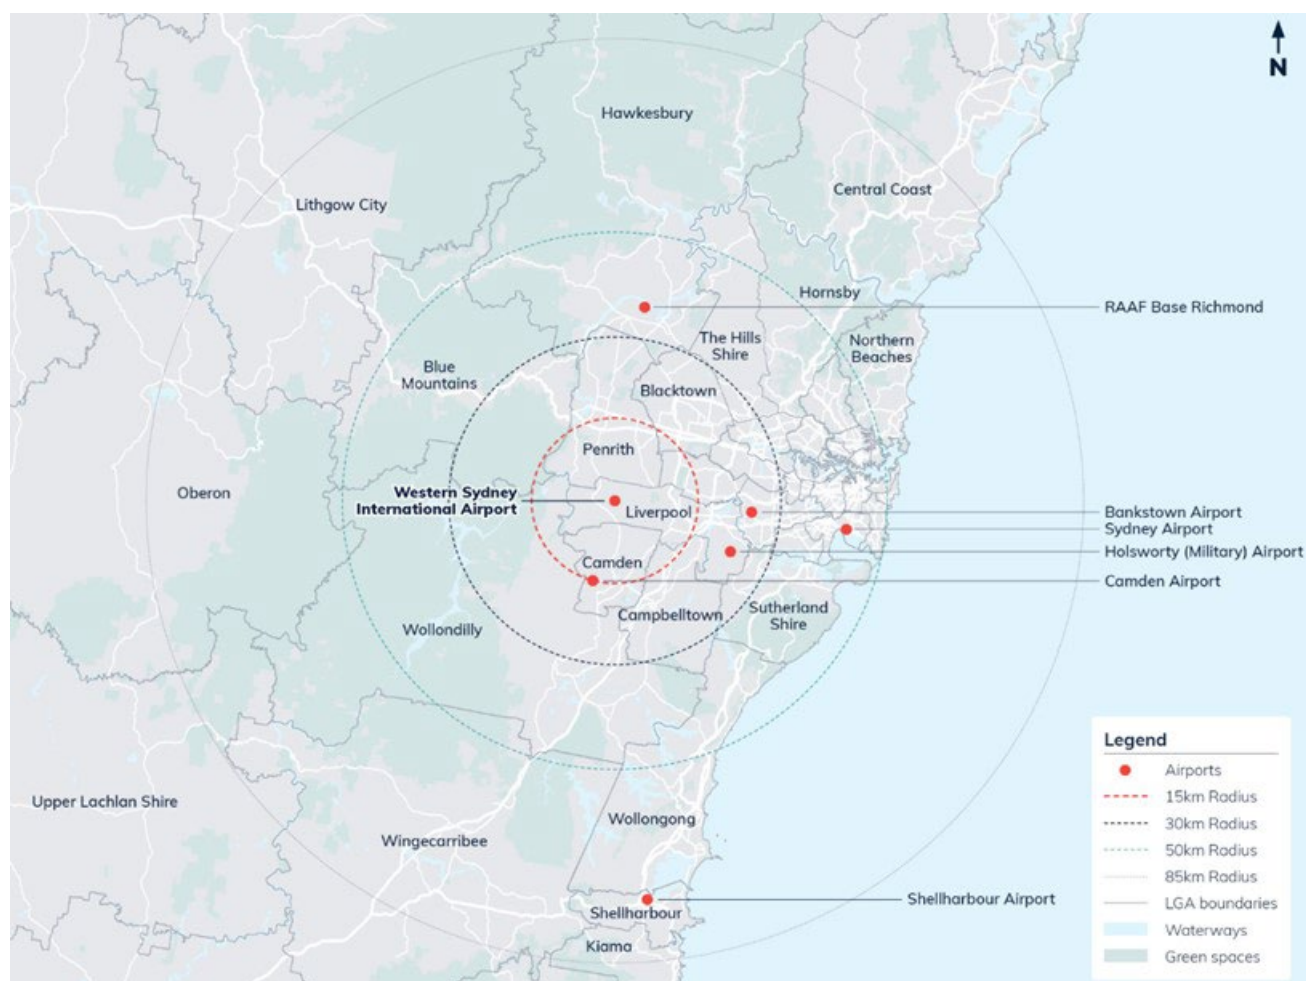 N
Hawkesbury
Central Coast
Lithgow City
Hornsby
RAAF Base Richmond
The Hills
Shire
Northern
Beaches
Blue
Mountains
Blacktown
Penrith
Oberon
Western Sydney
International Airport
Liverpool
Bankstown Airport
Sydney Airport
Holsworty (Military) Airport
Camden
Camden Airport
Campbelltown
Sutherland
Shire
Wollondilly
Upper Lachlan Shire
Wollongong
Wingecarribee
Shellharbour Airport
Shellharbour
Kiama
Legend
Airports
15km Radius
30km Radius
50km Radius
85km Radius
LGA boundaries
Waterways
Green spaces